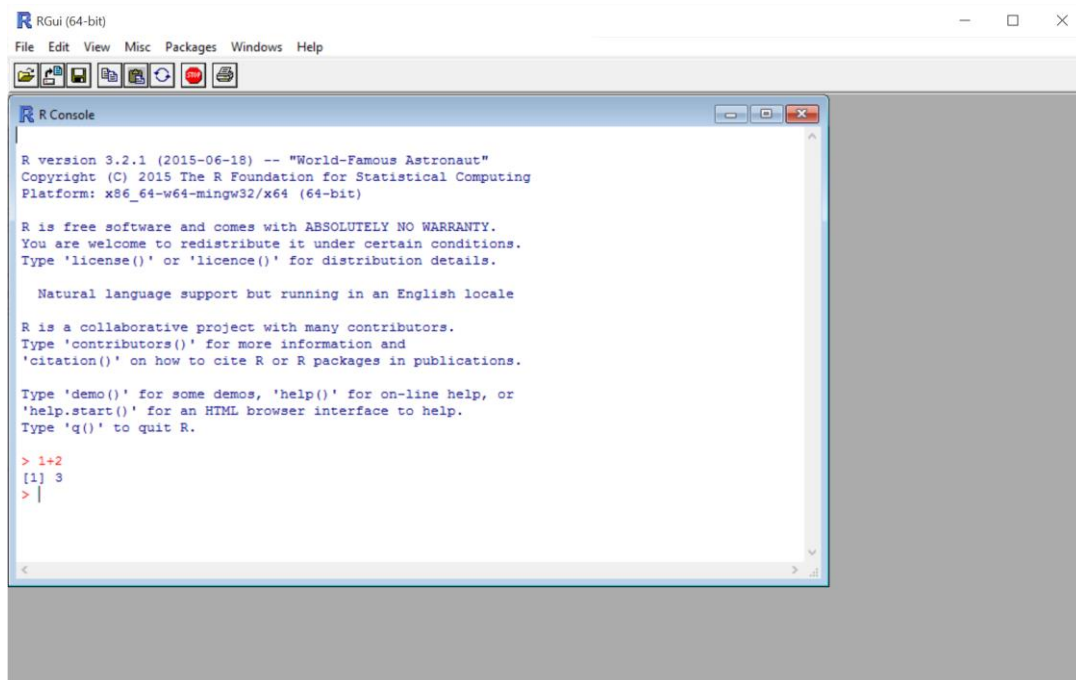 RGui (64-bit)
File Edit View Misc Packages Windows Help
STOP
R Console
R version 3.2.1 (2015-06-18) -- "World-Famous Astronaut"
Copyright (C) 2015 The R Foundation for Statistical Computing
Platform: x86_64-w64-mingw32/x64 (64-bit)
R is free software and comes with ABSOLUTELY NO WARRANTY.
You are welcome to redistribute it under certain conditions.
Type 'license()' or 'licence()' for distribution details.
Natural language support but running in an English locale
R is a collaborative project with many contributors.
Type 'contributors()' for more information and
'citation()' on how to cite R or R packages in publications.
Type 'demo()' for some demos, 'help()' for on-line help, or
'help.start()' for an HTML browser interface to help.
Type 'q()' to quit R.
> 1+2
[1] 3
>